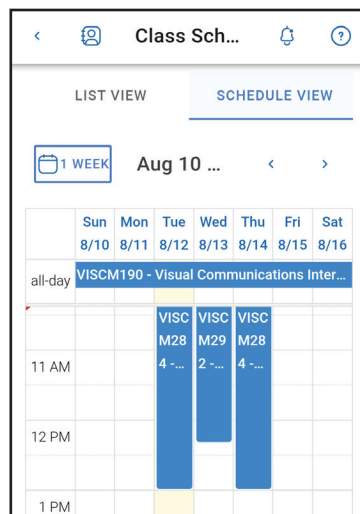 Class Sch...
LIST VIEW
SCHEDULE VIEW
1 WEEK
Aug 10 ...
Sun 8/10
Mon 8/11
Tue 8/12
Wed 8/13
Thu 8/14
Fri 8/15
Sat 8/16
all-day
VISCM190 - Visual Communications Inter...
VISC
M28
4 -...
VISC
M29
2 -...
VISC
M28
4 -...
11 AM
12 PM
1 PM